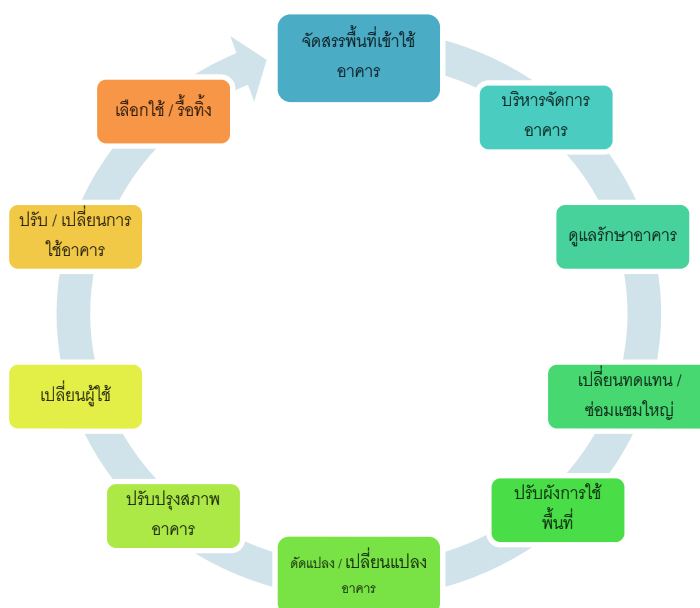 จัดสรรพื้นที่เข้าใช้
อาคาร
บริหารจัดการ
อาคาร
ดูแลรักษาอาคาร
เปลี่ยนทดแทน /
ซ่อมแซมใหญ่
ปรับผังการใช้
พื้นที่
ดัดแปลง / เปลี่ยนแปลง
อาคาร
ปรับปรุงสภาพ
อาคาร
เปลี่ยนผู้ใช้
ปรับ / เปลี่ยนการ
ใช้อาคาร
เลือกใช้ / รื้อทิ้ง